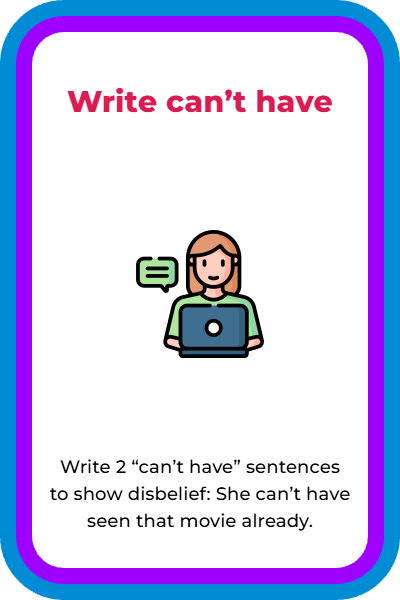 Write can’t have
Write 2 “can’t have” sentences
to show disbelief: She can’t have
seen that movie already.